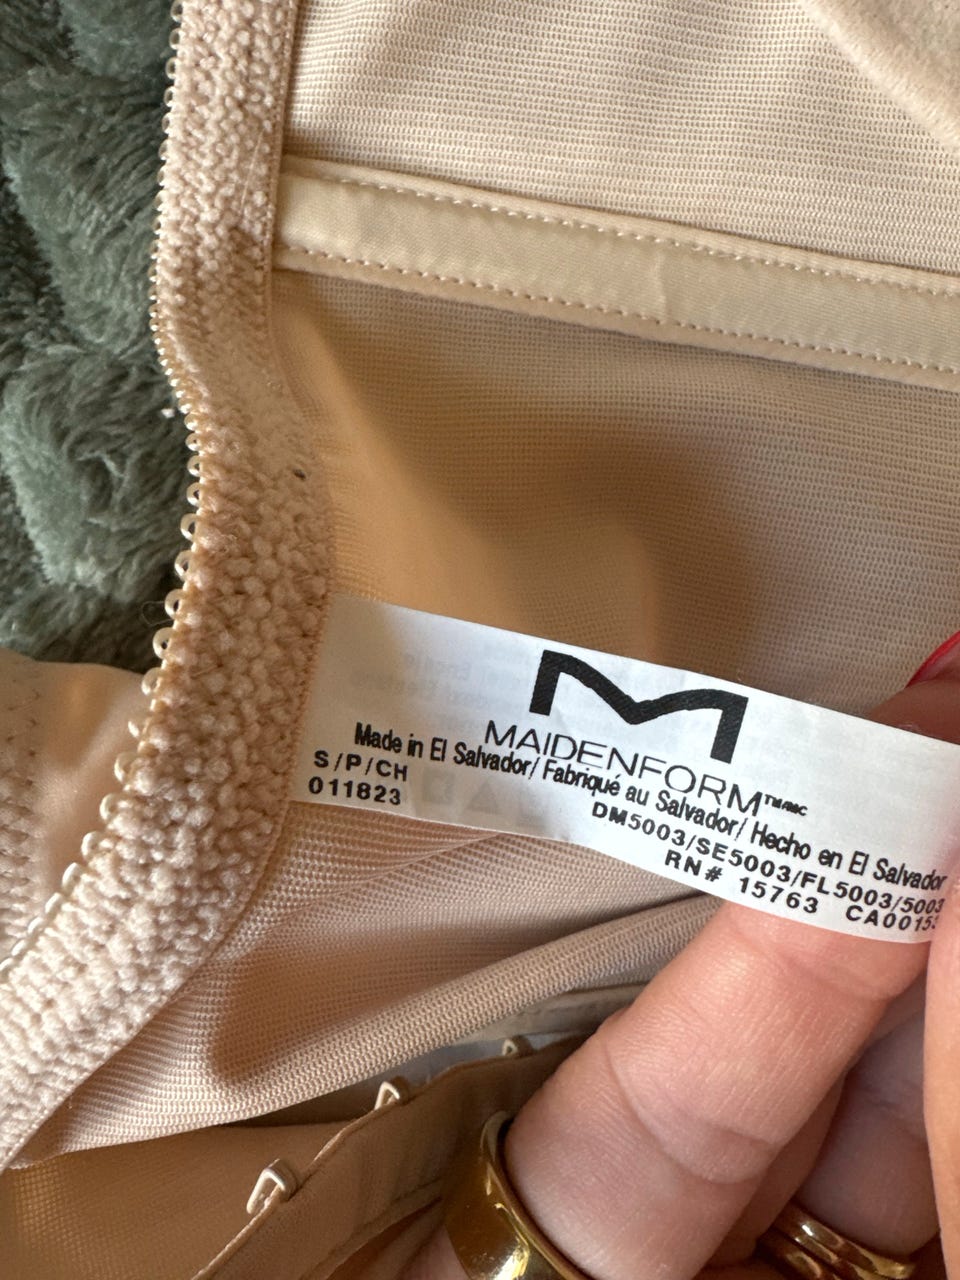 MAIDENFORM™/MC
Made in El Salvador/ Fabriqué au Salvador/ Hecho en El Salvador
S/P/CH
011823
DM5003/SE5003/FL5003/5003
RN# 15763